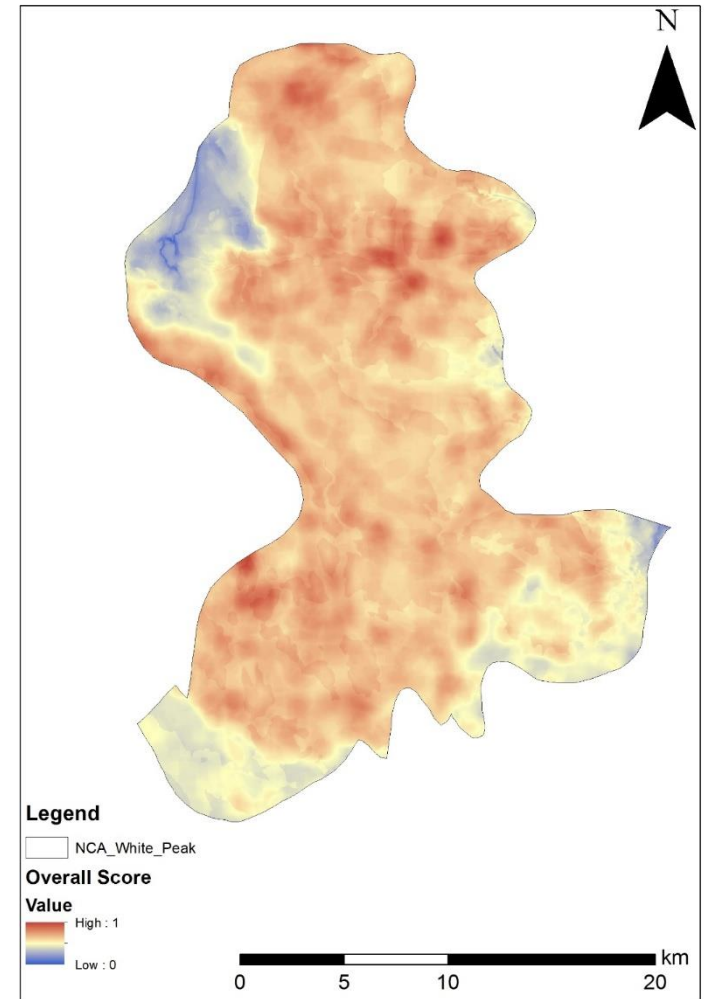 N
Legend
NCA_White_Peak
Overall Score
Value
High : 1
Low : 0
km
0 5 10 20